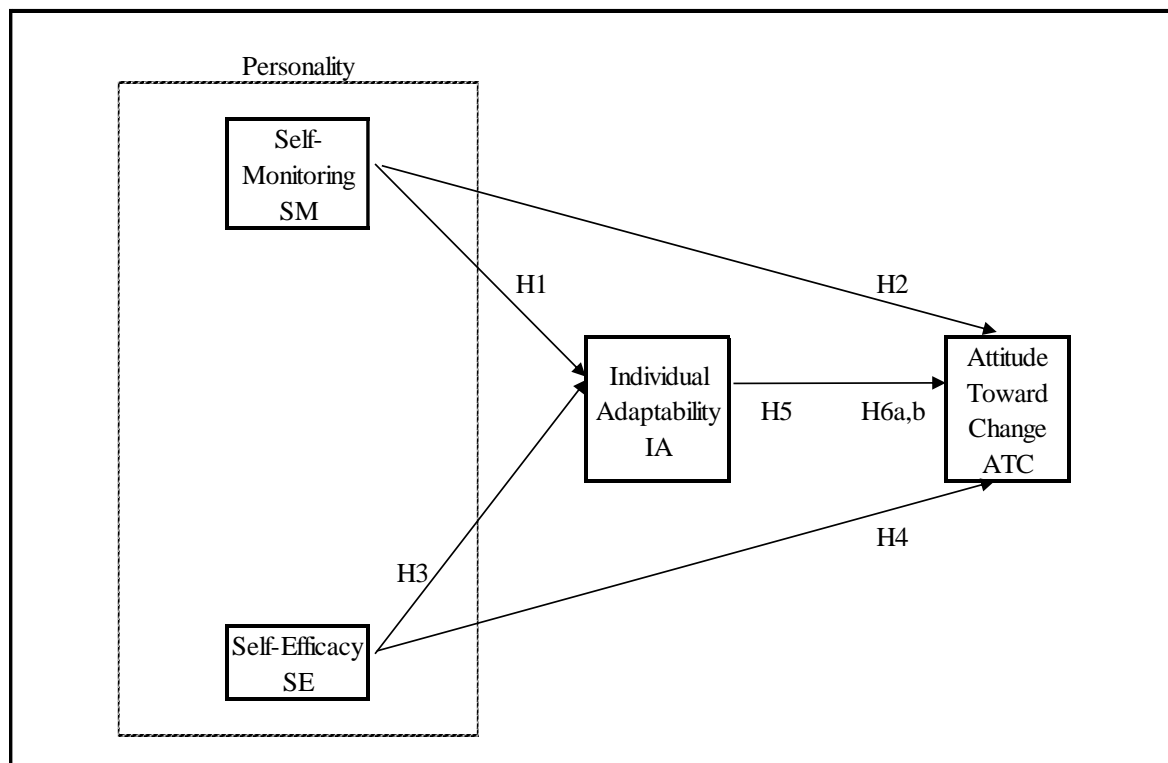 Personality
Self-
Monitoring
SM
H1
H2
Individual
Adaptability
IA
H5
H6a,b
Attitude
Toward
Change
ATC
H3
H4
Self-Efficacy
SE